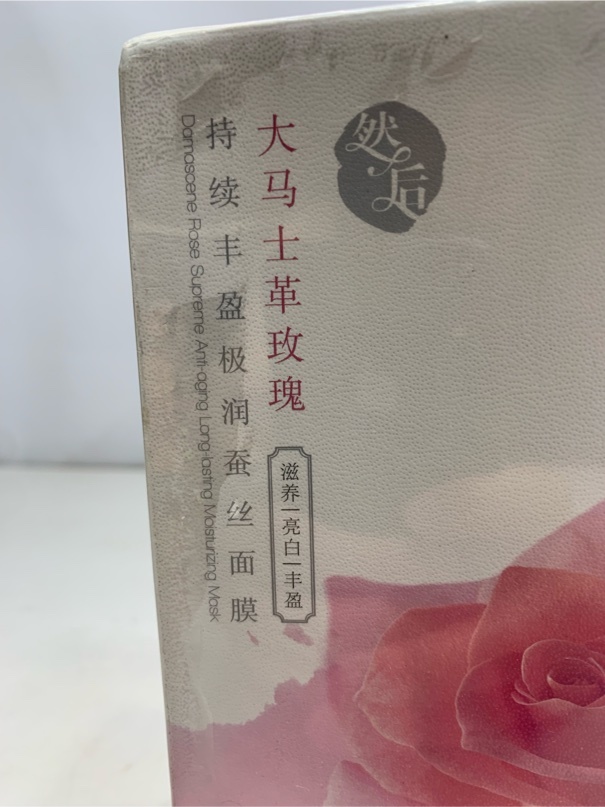 然后
大马士革玫瑰
滋养|亮白|丰盈
持续丰盈极润蚕丝面膜
Damascene Rose Supreme Anti-aging Long-lasting Moisturizing Mask